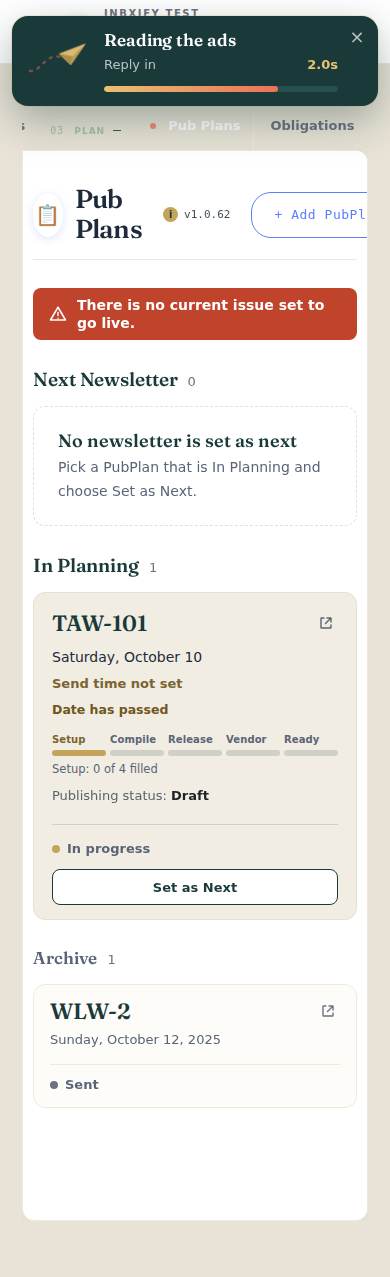 INBXIFY TEST
Reading the ads
Reply in 2.0s
03 PLAN — Pub Plans Obligations
Pub Plans
i v1.0.62
+ Add PubPl
There is no current issue set to
go live.
Next Newsletter 0
No newsletter is set as next
Pick a PubPlan that is In Planning and
choose Set as Next.
In Planning 1
TAW-101
Saturday, October 10
Send time not set
Date has passed
Setup Compile Release Vendor Ready
Setup: 0 of 4 filled
Publishing status: Draft
In progress
Set as Next
Archive 1
WLW-2
Sunday, October 12, 2025
Sent